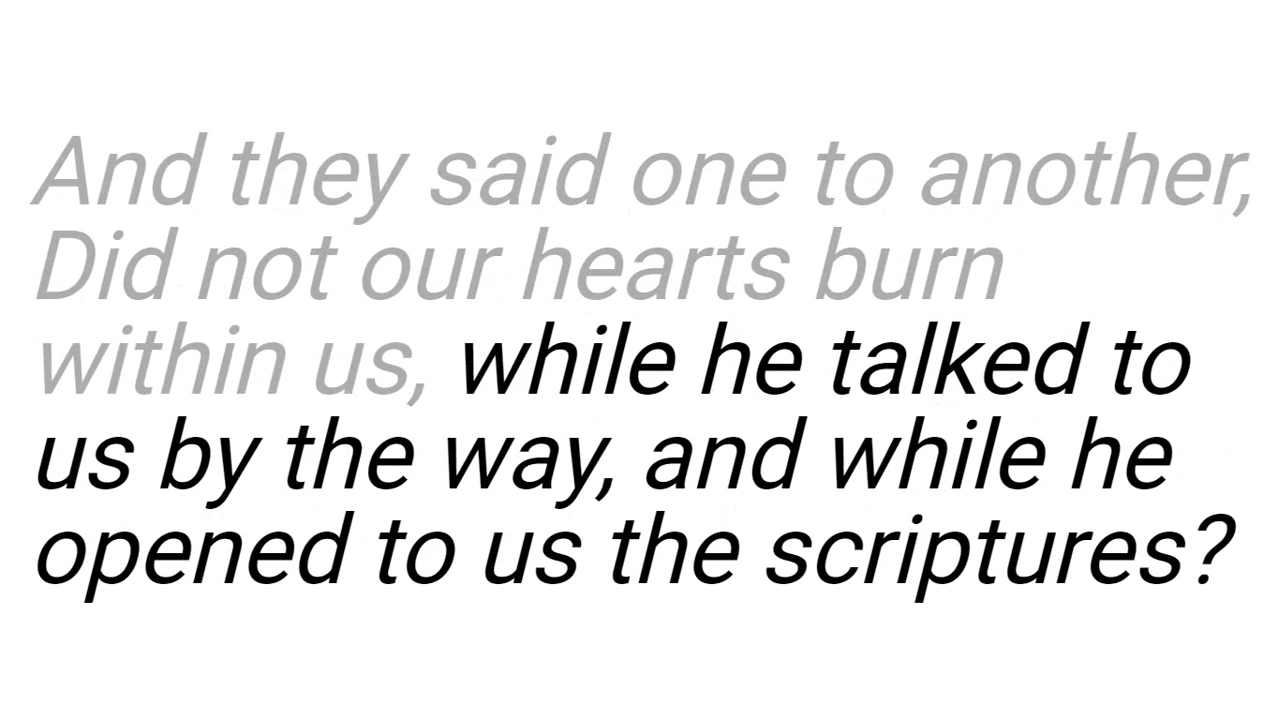 And they said one to another,
Did not our hearts burn
within us, while he talked to
us by the way, and while he
opened to us the scriptures?